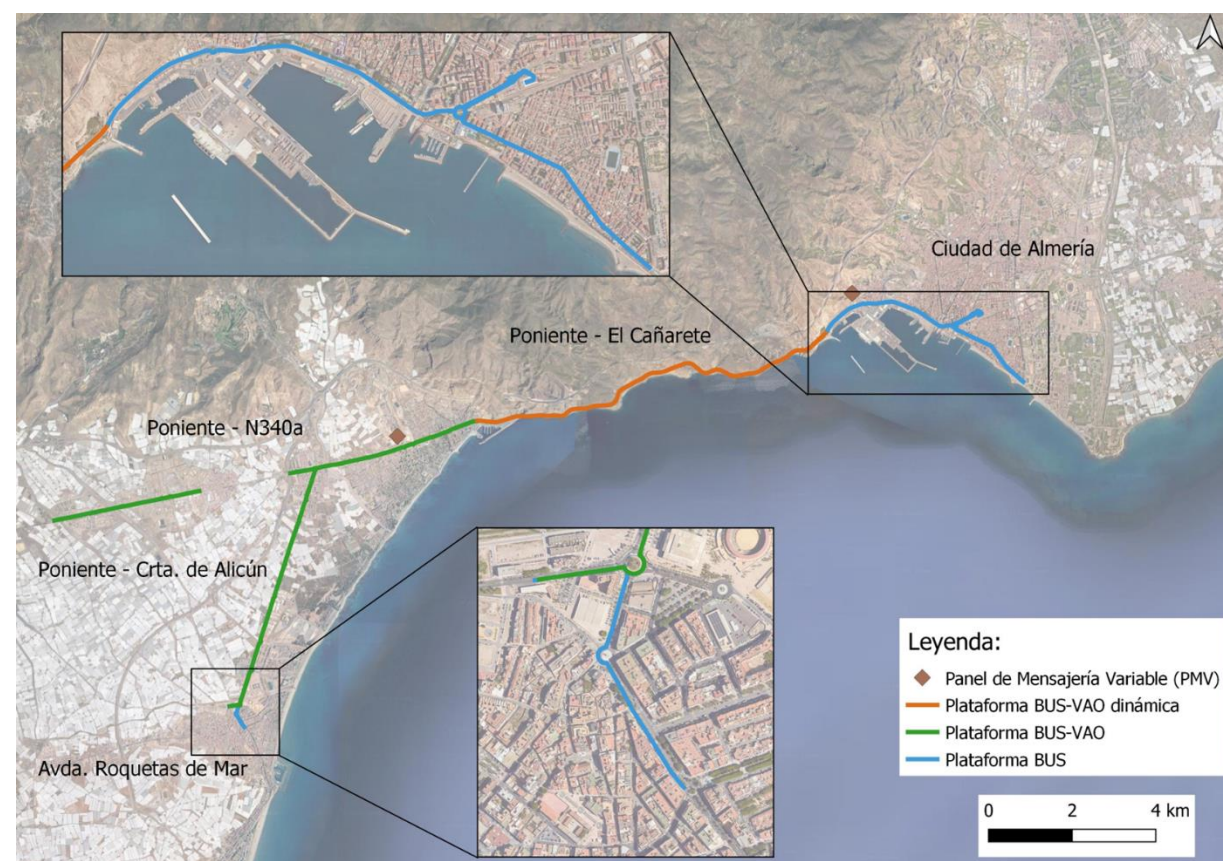 Ciudad de Almería
Poniente - El Cañarete
Poniente - N340a
Poniente - Crta. de Alicún
Avda. Roquetas de Mar
Leyenda:
Panel de Mensajería Variable (PMV)
Plataforma BUS-VAO dinámica
Plataforma BUS-VAO
Plataforma BUS
0 2 4 km